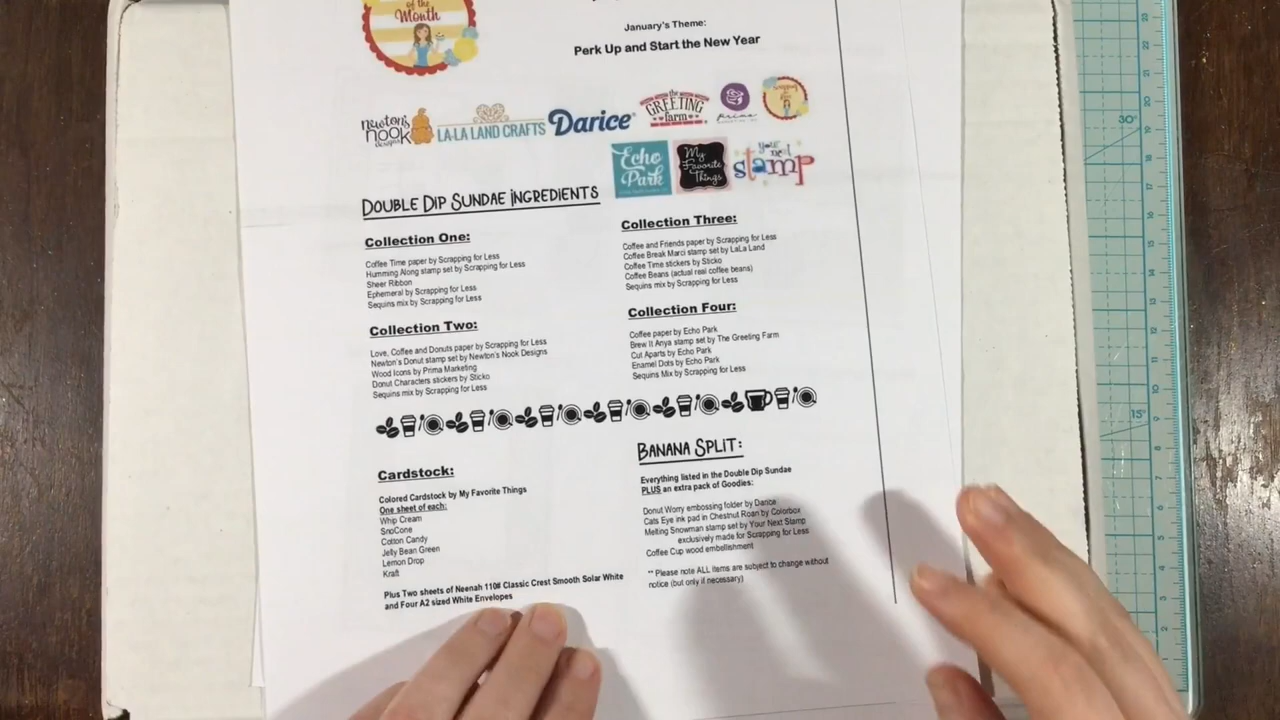 of the
Month
January's Theme:
Perk Up and Start the New Year
newton's
nook
designs
LA-LA LAND CRAFTS
Darice
the
GREETING
farm
Prima
Echo
Park
My
Favorite
Things
your
next
stamp
DOUBLE DIP SUNDAE INGREDIENTS
Collection One:
Coffee Time paper by Scrapping for Less
Humming Along stamp set by Scrapping for Less
Sheer Ribbon
Ephemeral by Scrapping for Less
Sequins mix by Scrapping for Less
Collection Two:
Love, Coffee and Donuts paper by Scrapping for Less
Newton's Donut stamp set by Newton's Nook Designs
Wood Icons by Prima Marketing
Donut Characters stickers by Sticko
Sequins mix by Scrapping for Less
Collection Three:
Coffee and Friends paper by Scrapping for Less
Coffee Break Marci stamp set by LaLa Land
Coffee Time stickers by Sticko
Coffee Beans (actual real coffee beans)
Sequins mix by Scrapping for Less
Collection Four:
Coffee paper by Echo Park
Brew It Anya stamp set by The Greeting Farm
Cut Aparts by Echo Park
Enamel Dots by Echo Park
Sequins Mix by Scrapping for Less
Cardstock:
Colored Cardstock by My Favorite Things
One sheet of each:
Whip Cream
SnoCone
Cotton Candy
Jelly Bean Green
Lemon Drop
Kraft
Plus Two sheets of Neenah 110# Classic Crest Smooth Solar White
and Four A2 sized White Envelopes
BANANA SPLIT:
Everything listed in the Double Dip Sundae
PLUS an extra pack of Goodies:
Donut Worry embossing folder by Darice
Cats Eye ink pad in Chestnut Roan by Colorbox
Melting Snowman stamp set by Your Next Stamp
exclusively made for Scrapping for Less
Coffee Cup wood embellishment
** Please note ALL items are subject to change without
notice (but only if necessary)
30°
15°